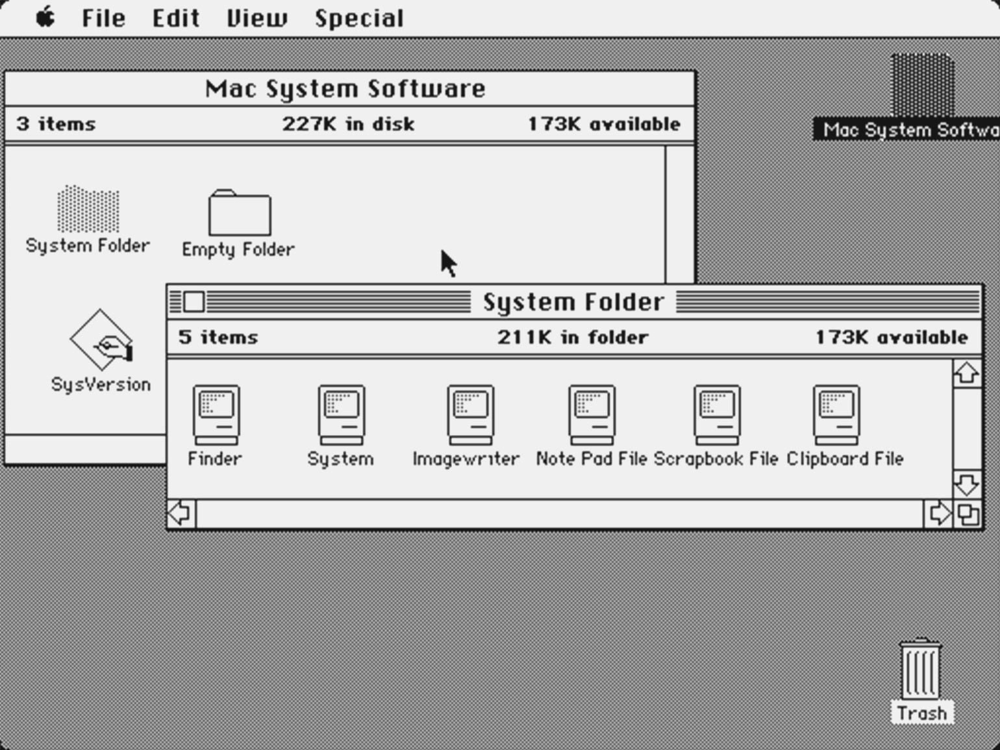 File Edit View Special
Mac System Software
3 items 227K in disk 173K available
Mac System Softwa
System Folder
Empty Folder
SysVersion
System Folder
5 items 211K in folder 173K available
Finder System Imagewriter Note Pad File Scrapbook File Clipboard File
Trash